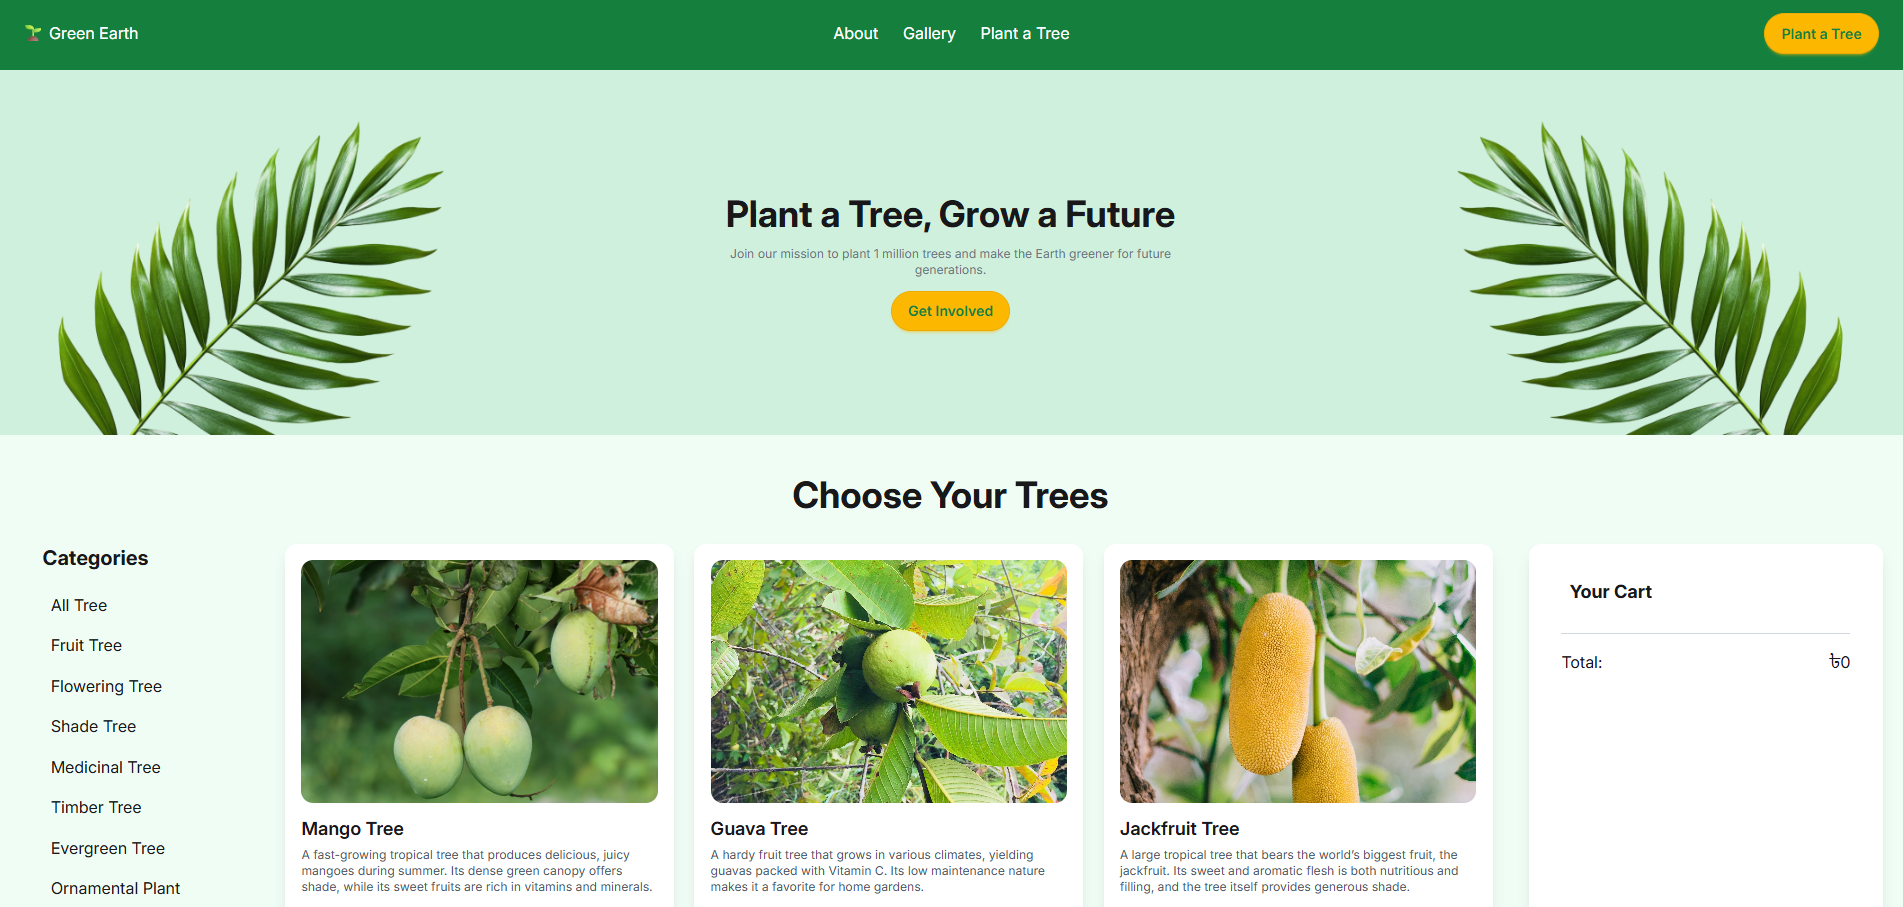 Green Earth
About Gallery Plant a Tree
Plant a Tree
Plant a Tree, Grow a Future
Join our mission to plant 1 million trees and make the Earth greener for future
generations.
Get Involved
Choose Your Trees
Categories
All Tree
Fruit Tree
Flowering Tree
Shade Tree
Medicinal Tree
Timber Tree
Evergreen Tree
Ornamental Plant
Mango Tree
A fast-growing tropical tree that produces delicious, juicy
mangoes during summer. Its dense green canopy offers
shade, while its sweet fruits are rich in vitamins and minerals.
Guava Tree
A hardy fruit tree that grows in various climates, yielding
guavas packed with Vitamin C. Its low maintenance nature
makes it a favorite for home gardens.
Jackfruit Tree
A large tropical tree that bears the world’s biggest fruit, the
jackfruit. Its sweet and aromatic flesh is both nutritious and
filling, and the tree itself provides generous shade.
Your Cart
Total: ৳0